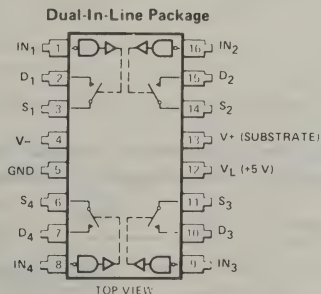 Dual-In-Line Package
IN1 1 16 IN2
D1 2 15 D2
S1 3 14 S2
V– 4 13 V+ (SUBSTRATE)
GND 5 12 VL (+5 V)
S4 6 11 S3
D4 7 10 D3
IN4 8 9 IN3
TOP VIEW